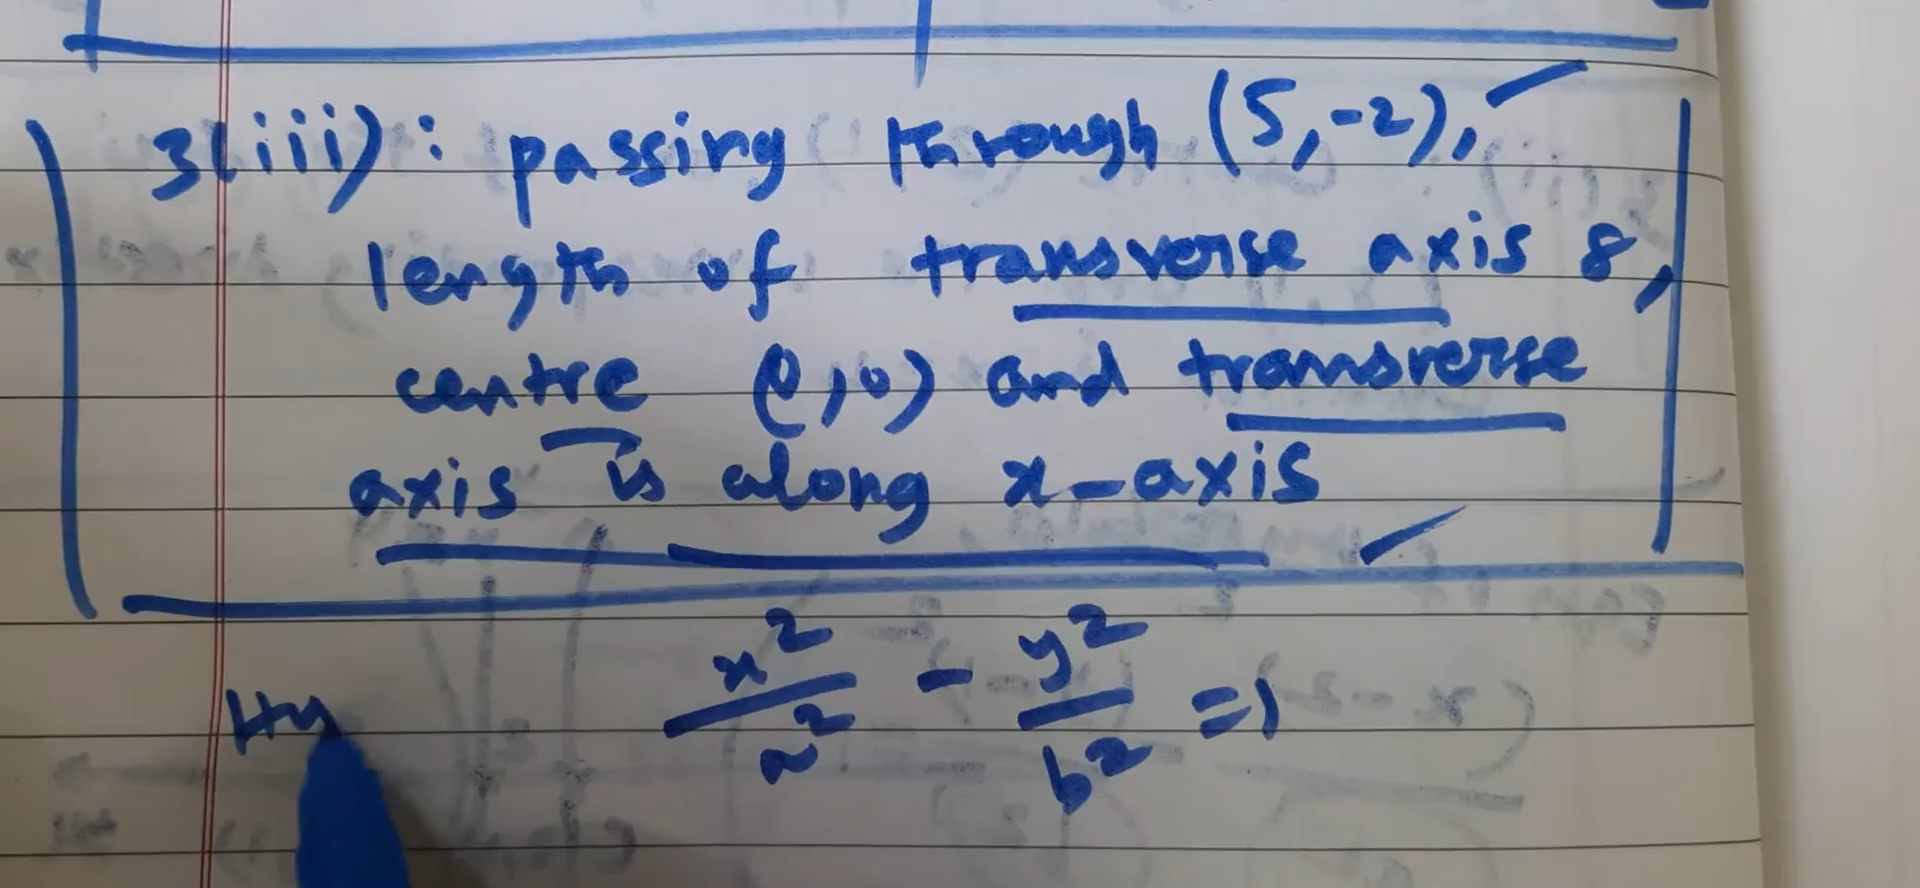 3(iii): passing through (5,-2),
length of transverse axis 8,
centre (0,0) and transverse
axis is along x-axis
Hy x²/a² - y²/b² =1